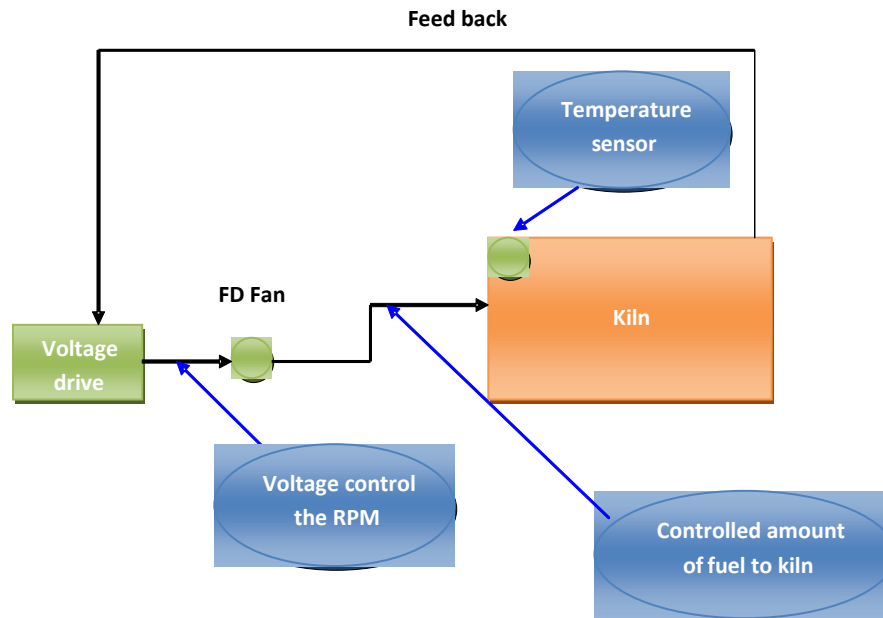 Feed back
Temperature
sensor
FD Fan
Kiln
Voltage
drive
Voltage control
the RPM
Controlled amount
of fuel to kiln